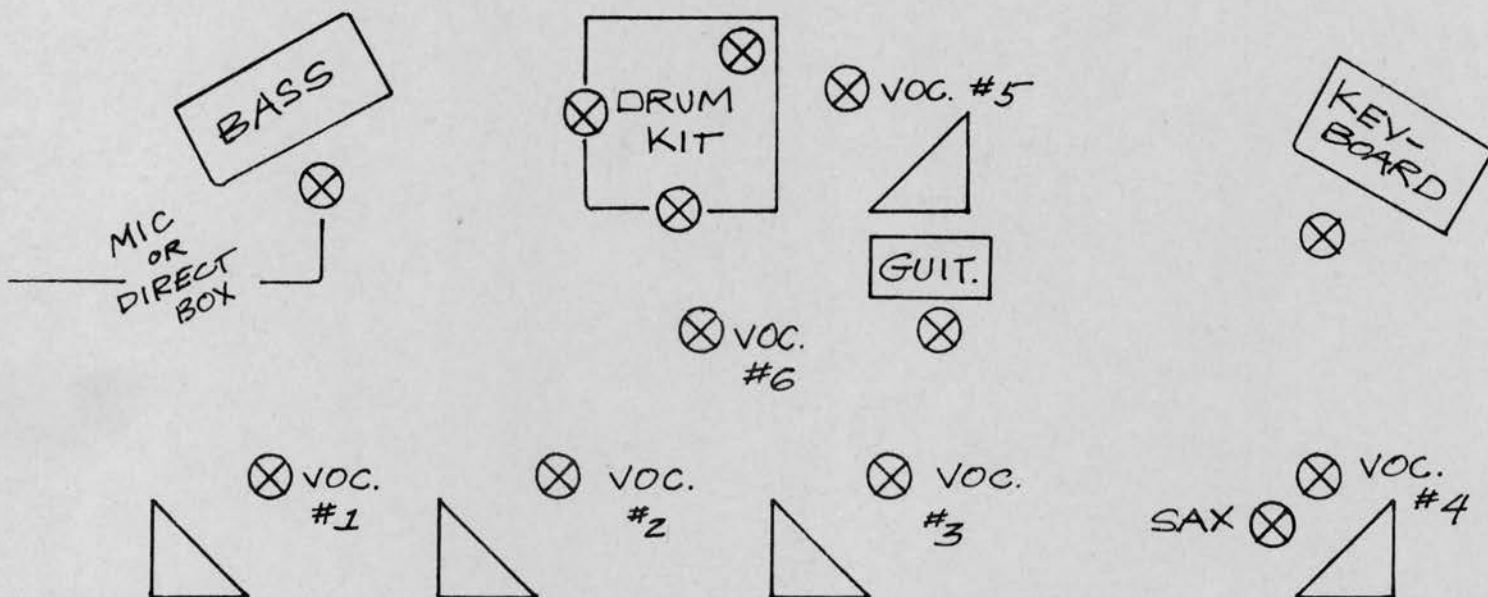 BASS
DRUM
KIT
VOC. #5
KEY-
BOARD
MIC
OR
DIRECT
BOX
GUIT.
VOC.
#6
VOC.
#1
VOC.
#2
VOC.
#3
SAX
VOC.
#4